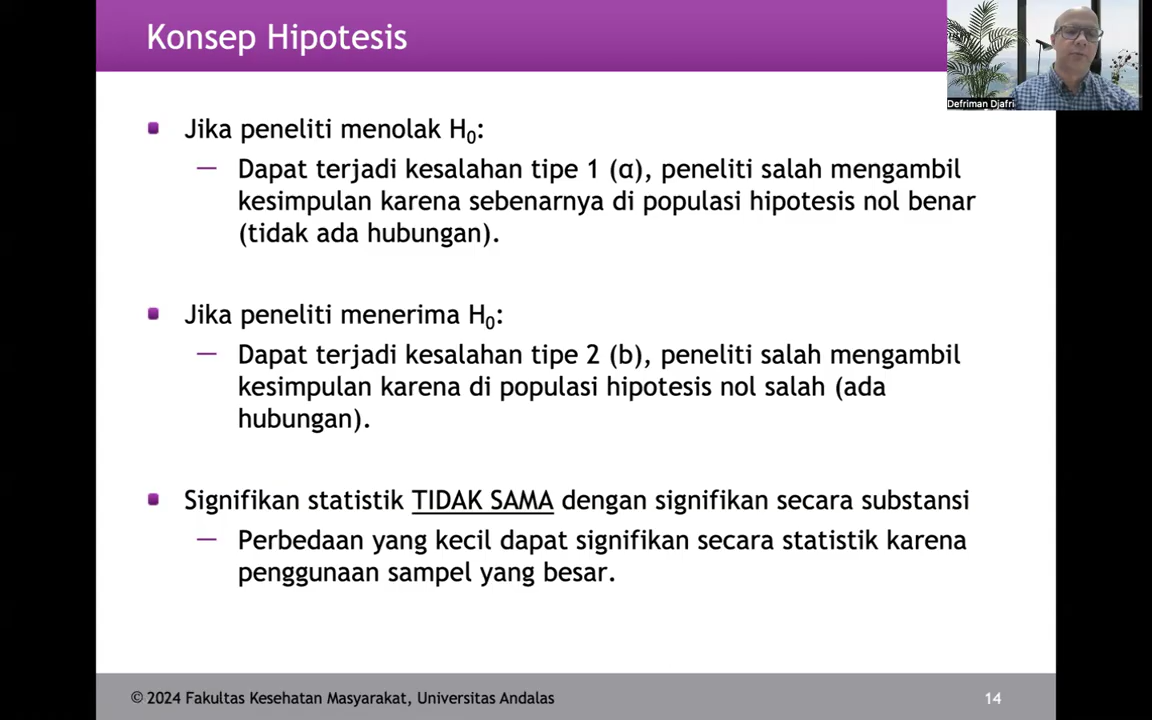 Konsep Hipotesis
Defriman Djafri
Jika peneliti menolak H₀:
— Dapat terjadi kesalahan tipe 1 (α), peneliti salah mengambil
kesimpulan karena sebenarnya di populasi hipotesis nol benar
(tidak ada hubungan).
Jika peneliti menerima H₀:
— Dapat terjadi kesalahan tipe 2 (b), peneliti salah mengambil
kesimpulan karena di populasi hipotesis nol salah (ada
hubungan).
Signifikan statistik TIDAK SAMA dengan signifikan secara substansi
— Perbedaan yang kecil dapat signifikan secara statistik karena
penggunaan sampel yang besar.
© 2024 Fakultas Kesehatan Masyarakat, Universitas Andalas
14